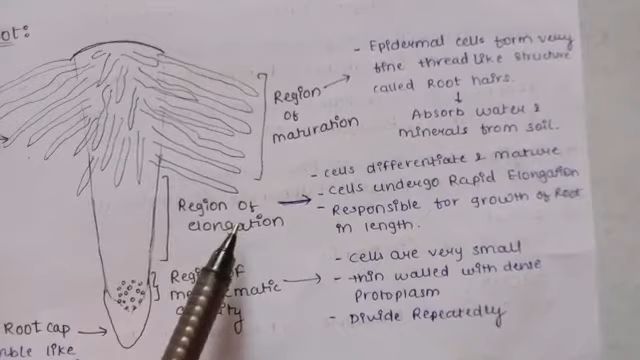 ot:
- Epidermal cells form very
fine thread like structure
called Root hairs.
↓
Absorb water &
minerals from soil.
Region
of
maturation
- cells differentiate & mature
- cells undergo Rapid Elongation
- Responsible for growth of Root
in length.
Region of
elongation
- cells are very small
- thin walled with dense
Protoplasm
- Divide Repeatedly
Root cap